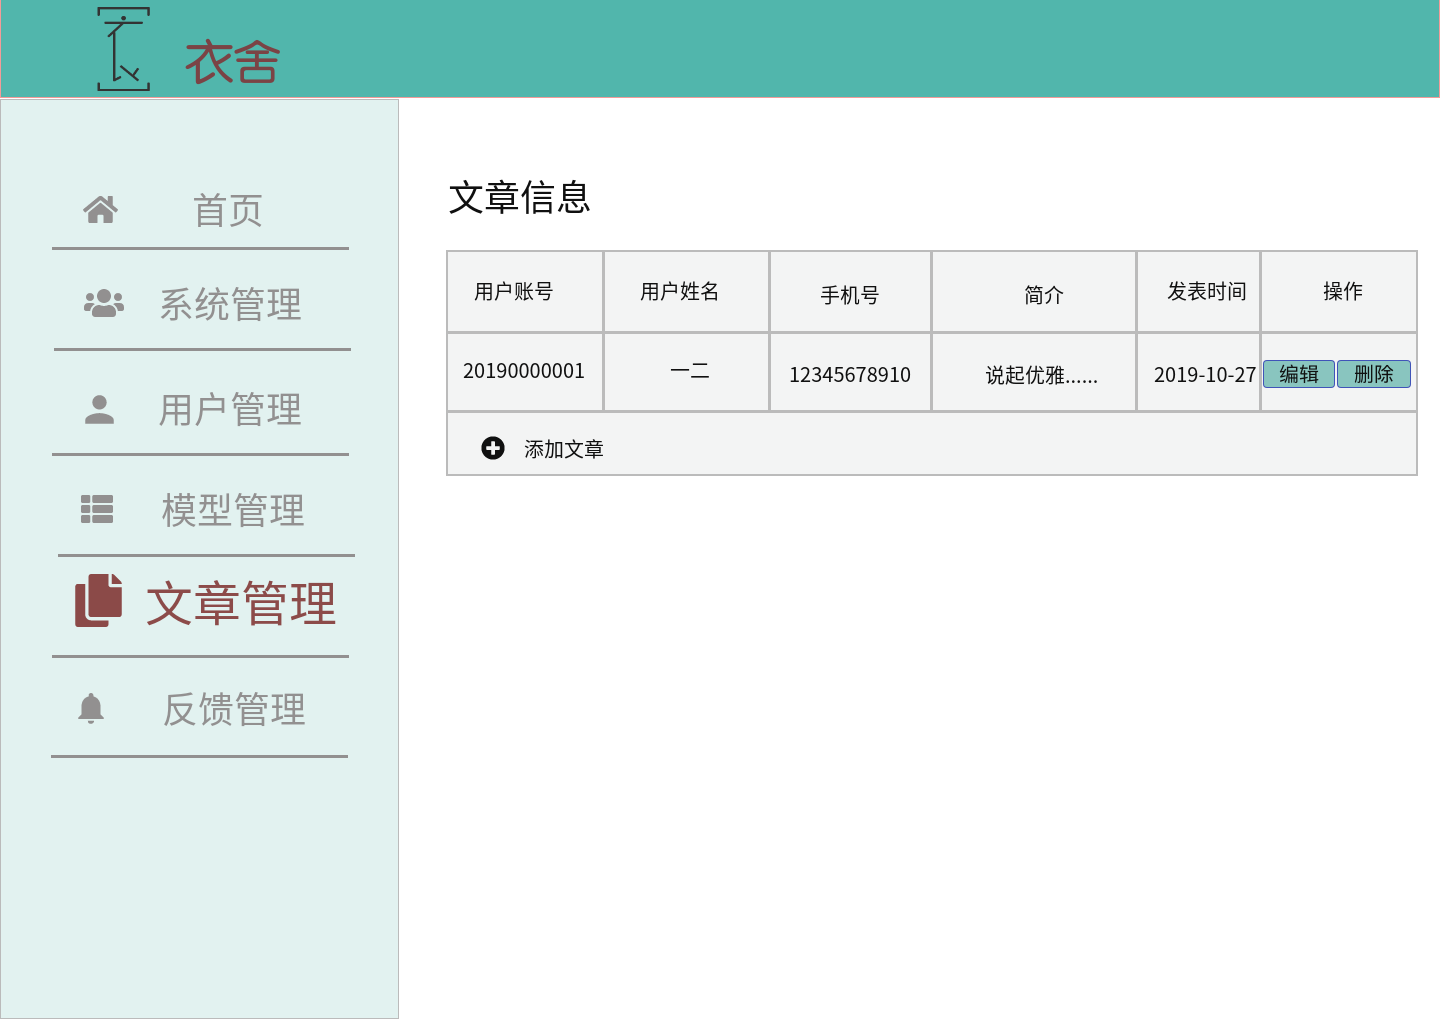 衣舍
首页
系统管理
用户管理
模型管理
文章管理
反馈管理
文章信息
用户账号 用户姓名 手机号 简介 发表时间 操作
20190000001 一二 12345678910 说起优雅...... 2019-10-27 编辑 删除
添加文章